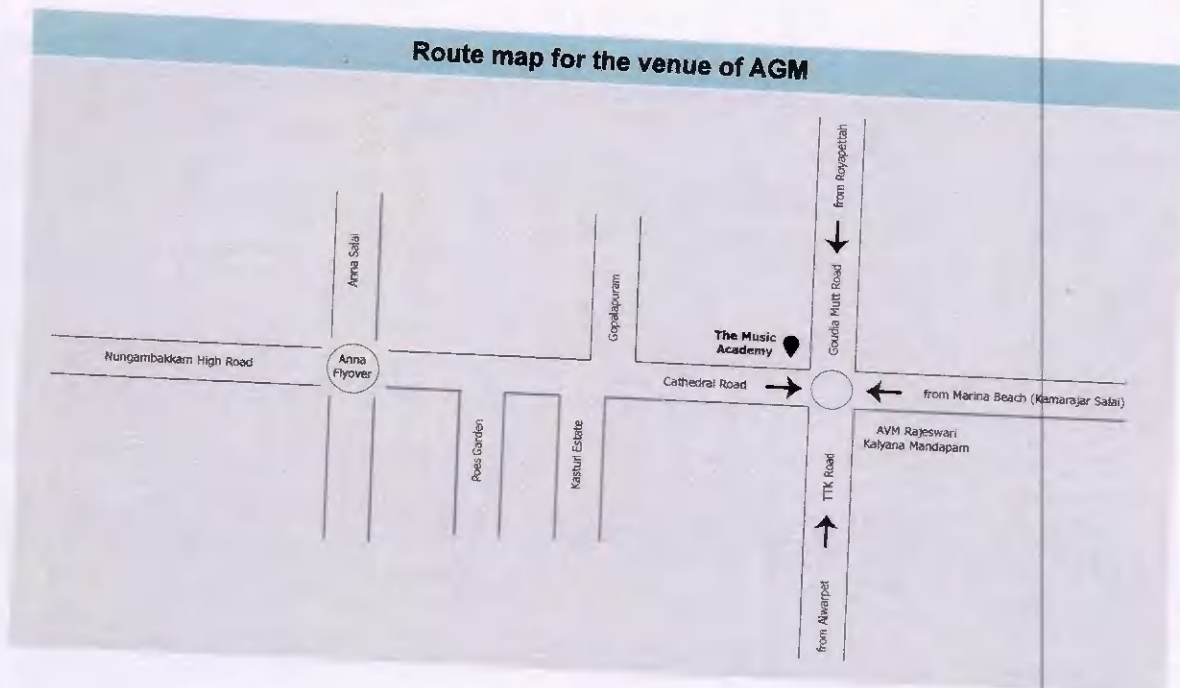 Route map for the venue of AGM
from Royapettah
Anna Salai
Gopalapuram
Goudia Mutt Road
The Music
Academy
Nungambakkam High Road
Anna
Flyover
Cathedral Road
from Marina Beach (Kamarajar Salai)
AVM Rajeswari
Kalyana Mandapam
Poes Garden
Kasturi Estate
TTK Road
from Alwarpet